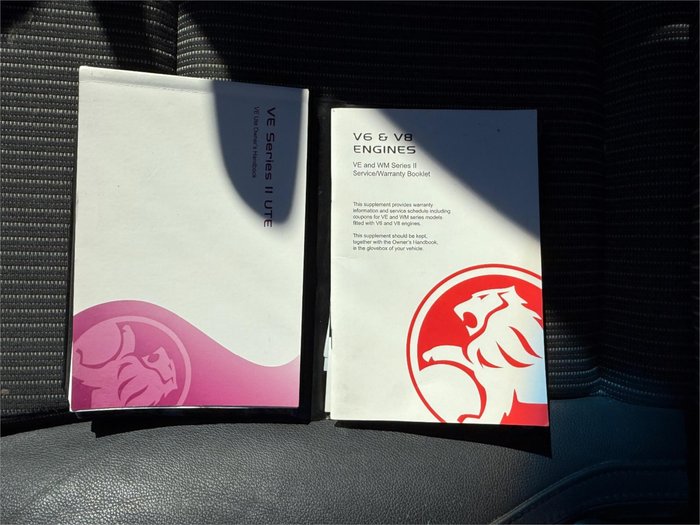 VE Series II UTE
VE Ute Owner's Handbook
V6 & V8
ENGINES
VE and WM Series II
Service/Warranty Booklet
This supplement provides warranty
information and service schedule including
coupons for VE and WM series models
fitted with V6 and V8 engines.
This supplement should be kept,
together with the Owner's Handbook,
in the glovebox of your vehicle.